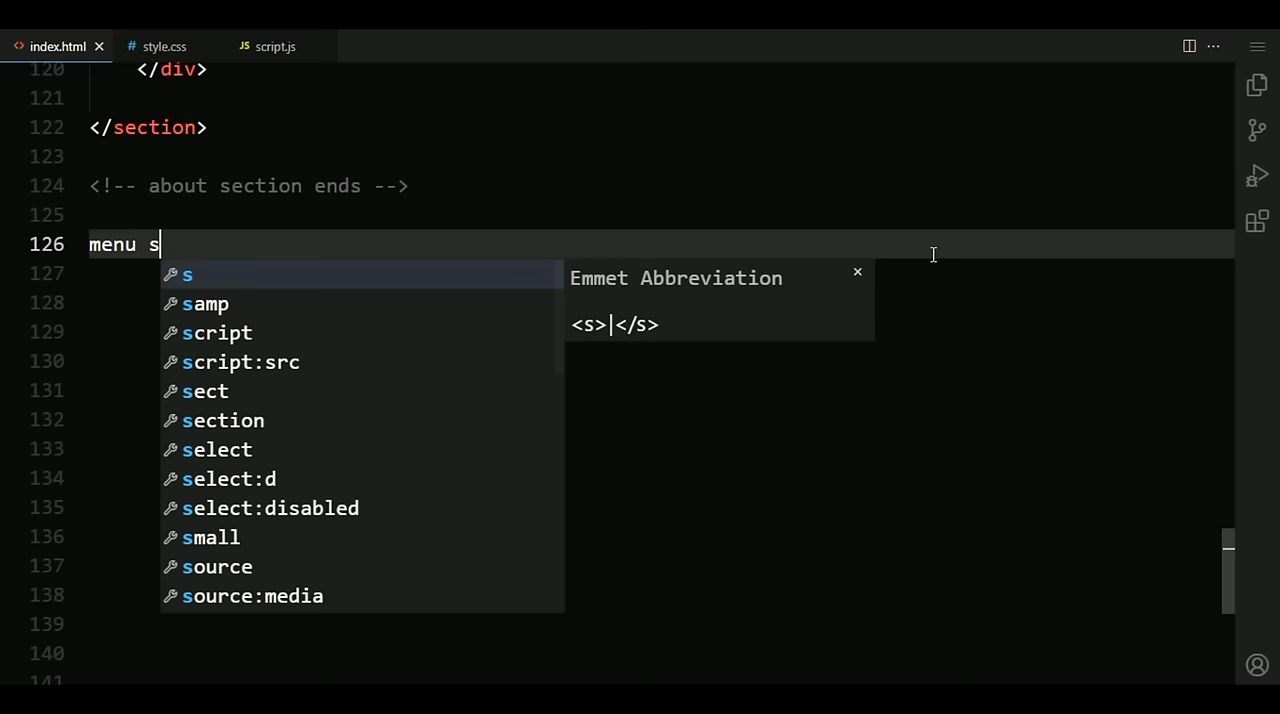 index.html
style.css
JS script.js
120 </div>
121
122 </section>
123
124 <!-- about section ends -->
125
126 menu s
127
128
129
130
131
132
133
134
135
136
137
138
139
140
141
s
samp
script
script:src
sect
section
select
select:d
select:disabled
small
source
source:media
Emmet Abbreviation
<s>|</s>